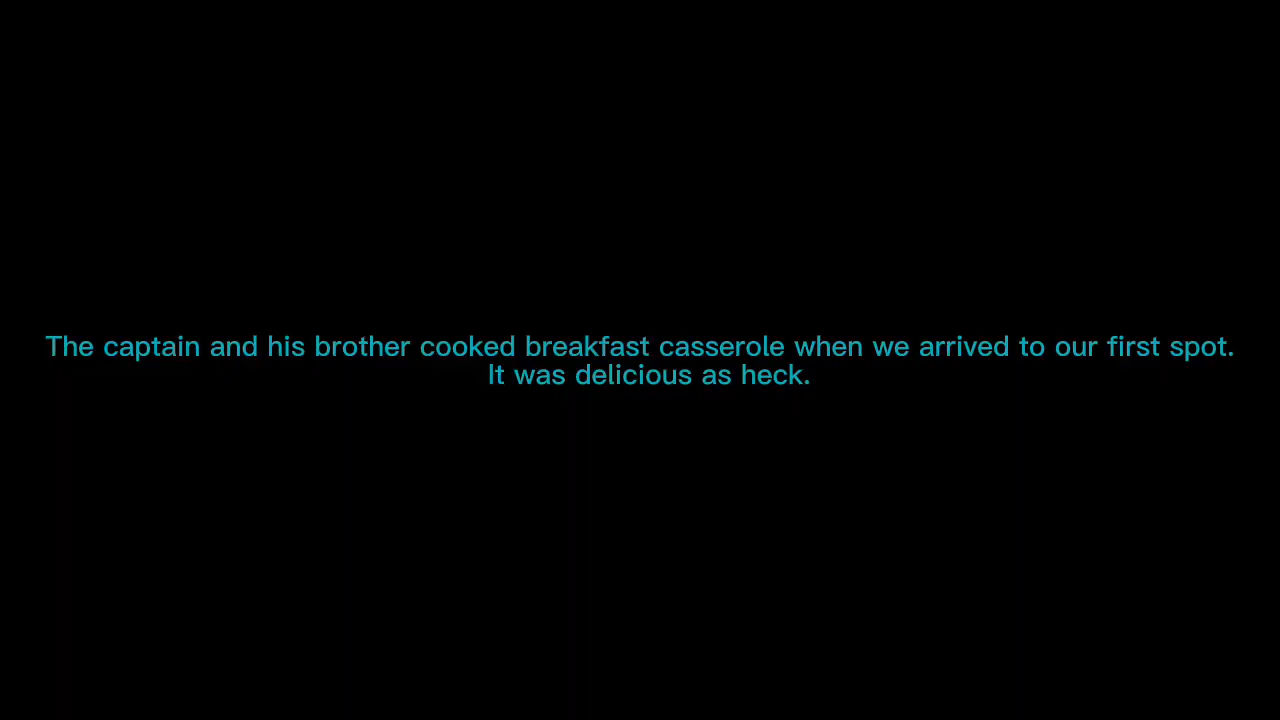 The captain and his brother cooked breakfast casserole when we arrived to our first spot.
It was delicious as heck.